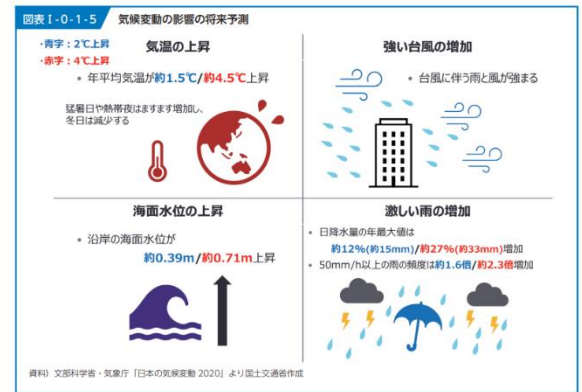 図表Ⅰ-0-1-5 気候変動の影響の将来予測
・青字：2℃上昇
・赤字：4℃上昇
気温の上昇
• 年平均気温が約1.5℃/約4.5℃上昇
猛暑日や熱帯夜はますます増加し、
冬日は減少する
強い台風の増加
• 台風に伴う雨と風が強まる
海面水位の上昇
• 沿岸の海面水位が
約0.39m/約0.71m上昇
激しい雨の増加
• 日降水量の年最大値は
約12%(約15mm)/約27%(約33mm)増加
• 50mm/h以上の雨の頻度は約1.6倍/約2.3倍増加
資料）文部科学省・気象庁「日本の気候変動 2020」より国土交通省作成